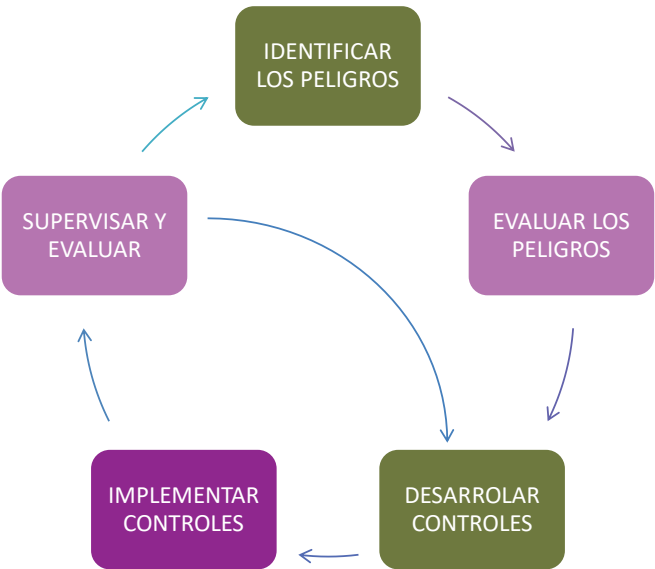 IDENTIFICAR
LOS PELIGROS
EVALUAR LOS
PELIGROS
DESARROLAR
CONTROLES
IMPLEMENTAR
CONTROLES
SUPERVISAR Y
EVALUAR